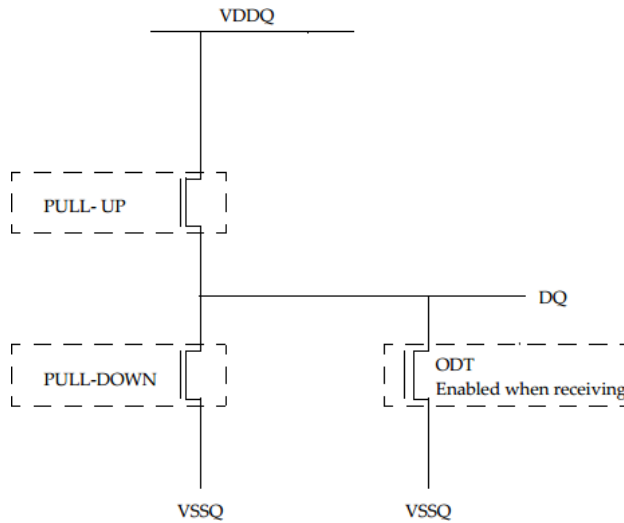 VDDQ
PULL- UP
DQ
PULL-DOWN
ODT
Enabled when receiving
VSSQ
VSSQ